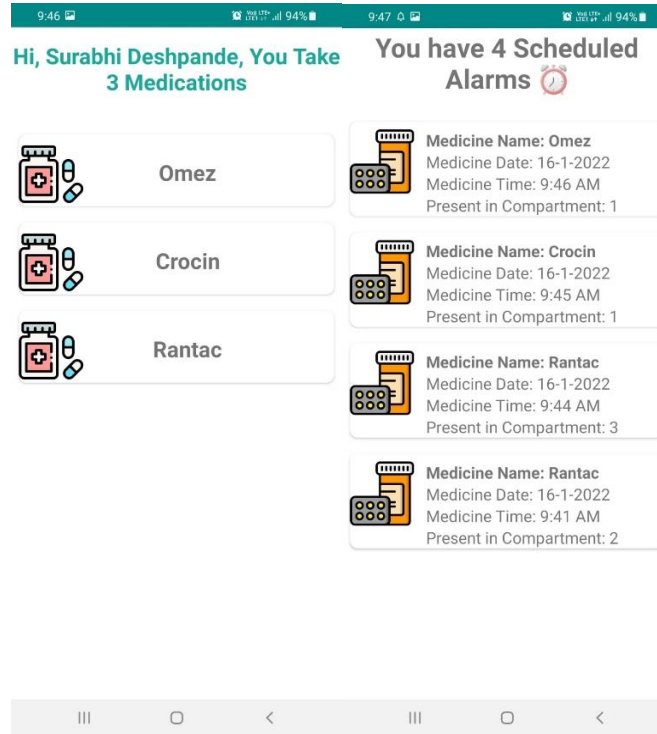 9:46
94%
Hi, Surabhi Deshpande, You Take
3 Medications
Omez
Crocin
Rantac
9:47
94%
You have 4 Scheduled
Alarms ⏰
Medicine Name: Omez
Medicine Date: 16-1-2022
Medicine Time: 9:46 AM
Present in Compartment: 1
Medicine Name: Crocin
Medicine Date: 16-1-2022
Medicine Time: 9:45 AM
Present in Compartment: 1
Medicine Name: Rantac
Medicine Date: 16-1-2022
Medicine Time: 9:44 AM
Present in Compartment: 3
Medicine Name: Rantac
Medicine Date: 16-1-2022
Medicine Time: 9:41 AM
Present in Compartment: 2